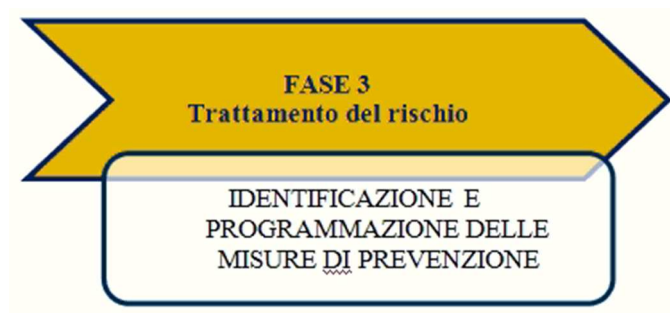 FASE 3
Trattamento del rischio
IDENTIFICAZIONE E
PROGRAMMAZIONE DELLE
MISURE DI PREVENZIONE